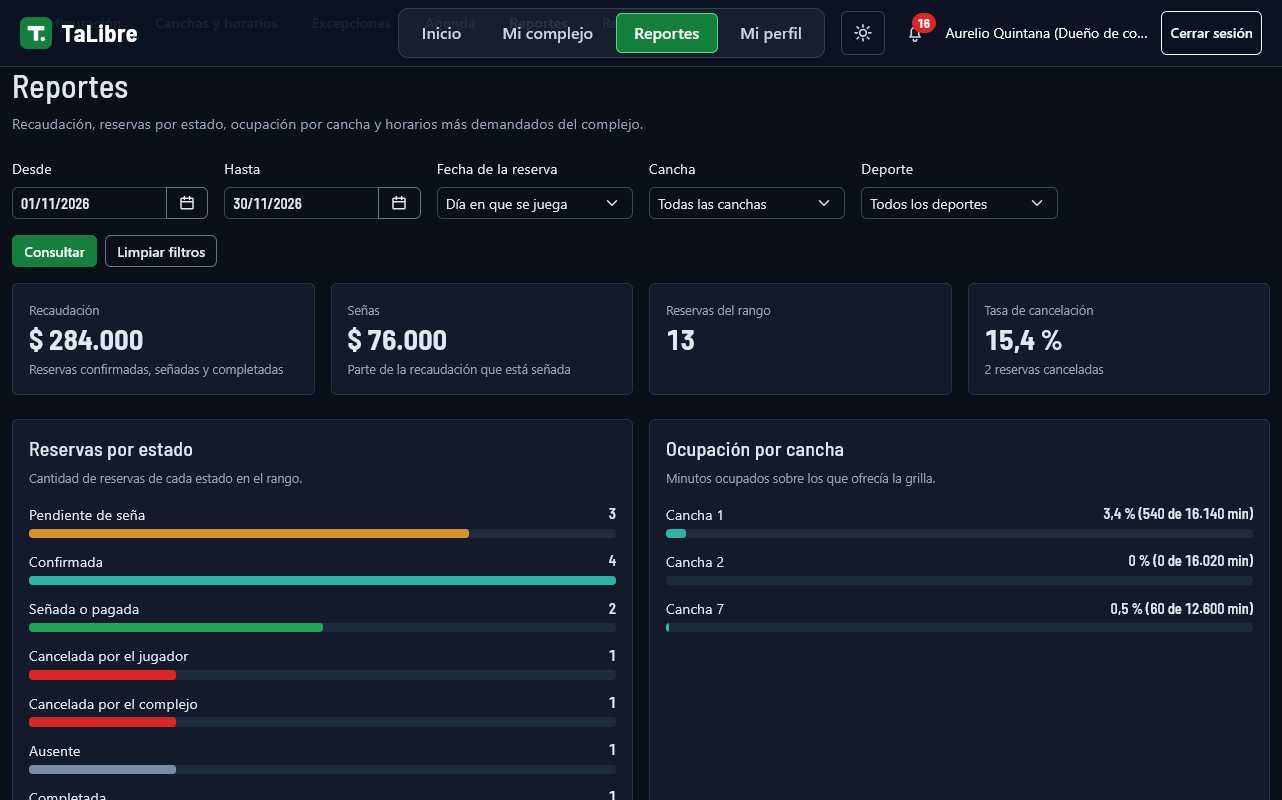 Canchas y horarios
Excepciones
Agenda
Reportes
T. TaLibre
Inicio
Mi complejo
Reportes
Mi perfil
16
Aurelio Quintana (Dueño de co...
Cerrar sesión
Reportes
Recaudación, reservas por estado, ocupación por cancha y horarios más demandados del complejo.
Desde
Hasta
Fecha de la reserva
Cancha
Deporte
01/11/2026
30/11/2026
Día en que se juega
Todas las canchas
Todos los deportes
Consultar
Limpiar filtros
Recaudación
$ 284.000
Reservas confirmadas, señadas y completadas
Señas
$ 76.000
Parte de la recaudación que está señada
Reservas del rango
13
Tasa de cancelación
15,4 %
2 reservas canceladas
Reservas por estado
Cantidad de reservas de cada estado en el rango.
Pendiente de seña 3
Confirmada 4
Señada o pagada 2
Cancelada por el jugador 1
Cancelada por el complejo 1
Ausente 1
Completada 1
Ocupación por cancha
Minutos ocupados sobre los que ofrecía la grilla.
Cancha 1 3,4 % (540 de 16.140 min)
Cancha 2 0 % (0 de 16.020 min)
Cancha 7 0,5 % (60 de 12.600 min)